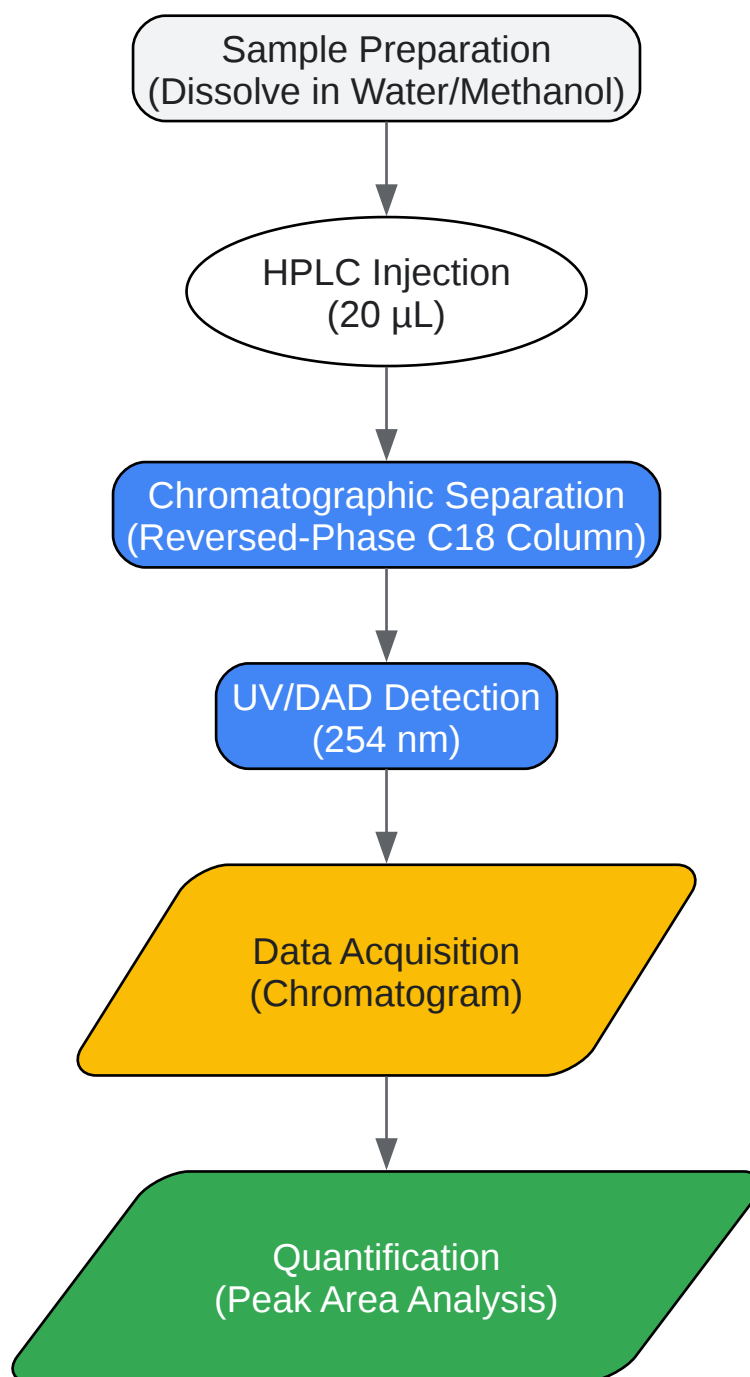 Sample Preparation
(Dissolve in Water/Methanol)
HPLC Injection
(20 µL)
Chromatographic Separation
(Reversed-Phase C18 Column)
UV/DAD Detection
(254 nm)
Data Acquisition
(Chromatogram)
Quantification
(Peak Area Analysis)